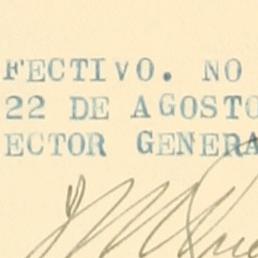 FECTIVO. NO
22 DE AGOSTO
ECTOR GENERA